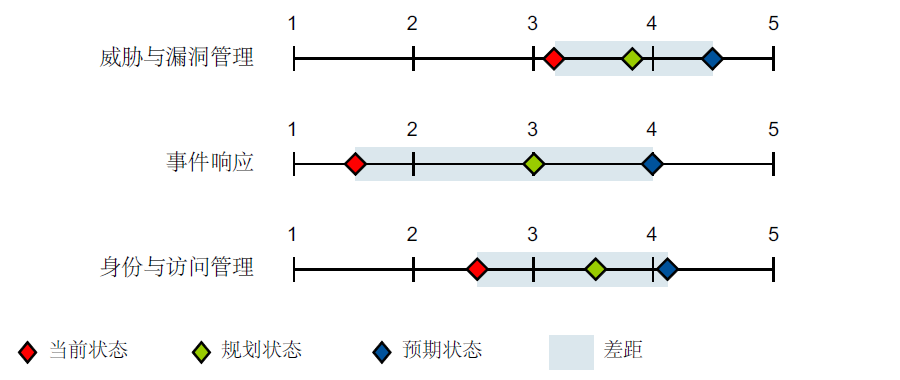 1 2 3 4 5
威胁与漏洞管理
1 2 3 4 5
事件响应
1 2 3 4 5
身份与访问管理
当前状态 规划状态 预期状态 差距